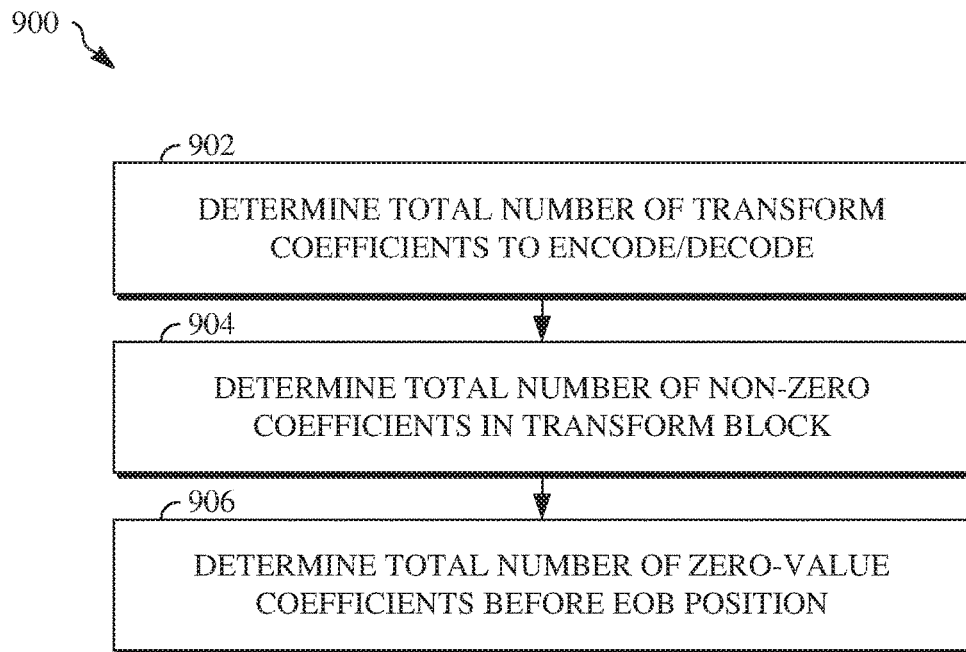 900
902
DETERMINE TOTAL NUMBER OF TRANSFORM
COEFFICIENTS TO ENCODE/DECODE
904
DETERMINE TOTAL NUMBER OF NON-ZERO
COEFFICIENTS IN TRANSFORM BLOCK
906
DETERMINE TOTAL NUMBER OF ZERO-VALUE
COEFFICIENTS BEFORE EOB POSITION